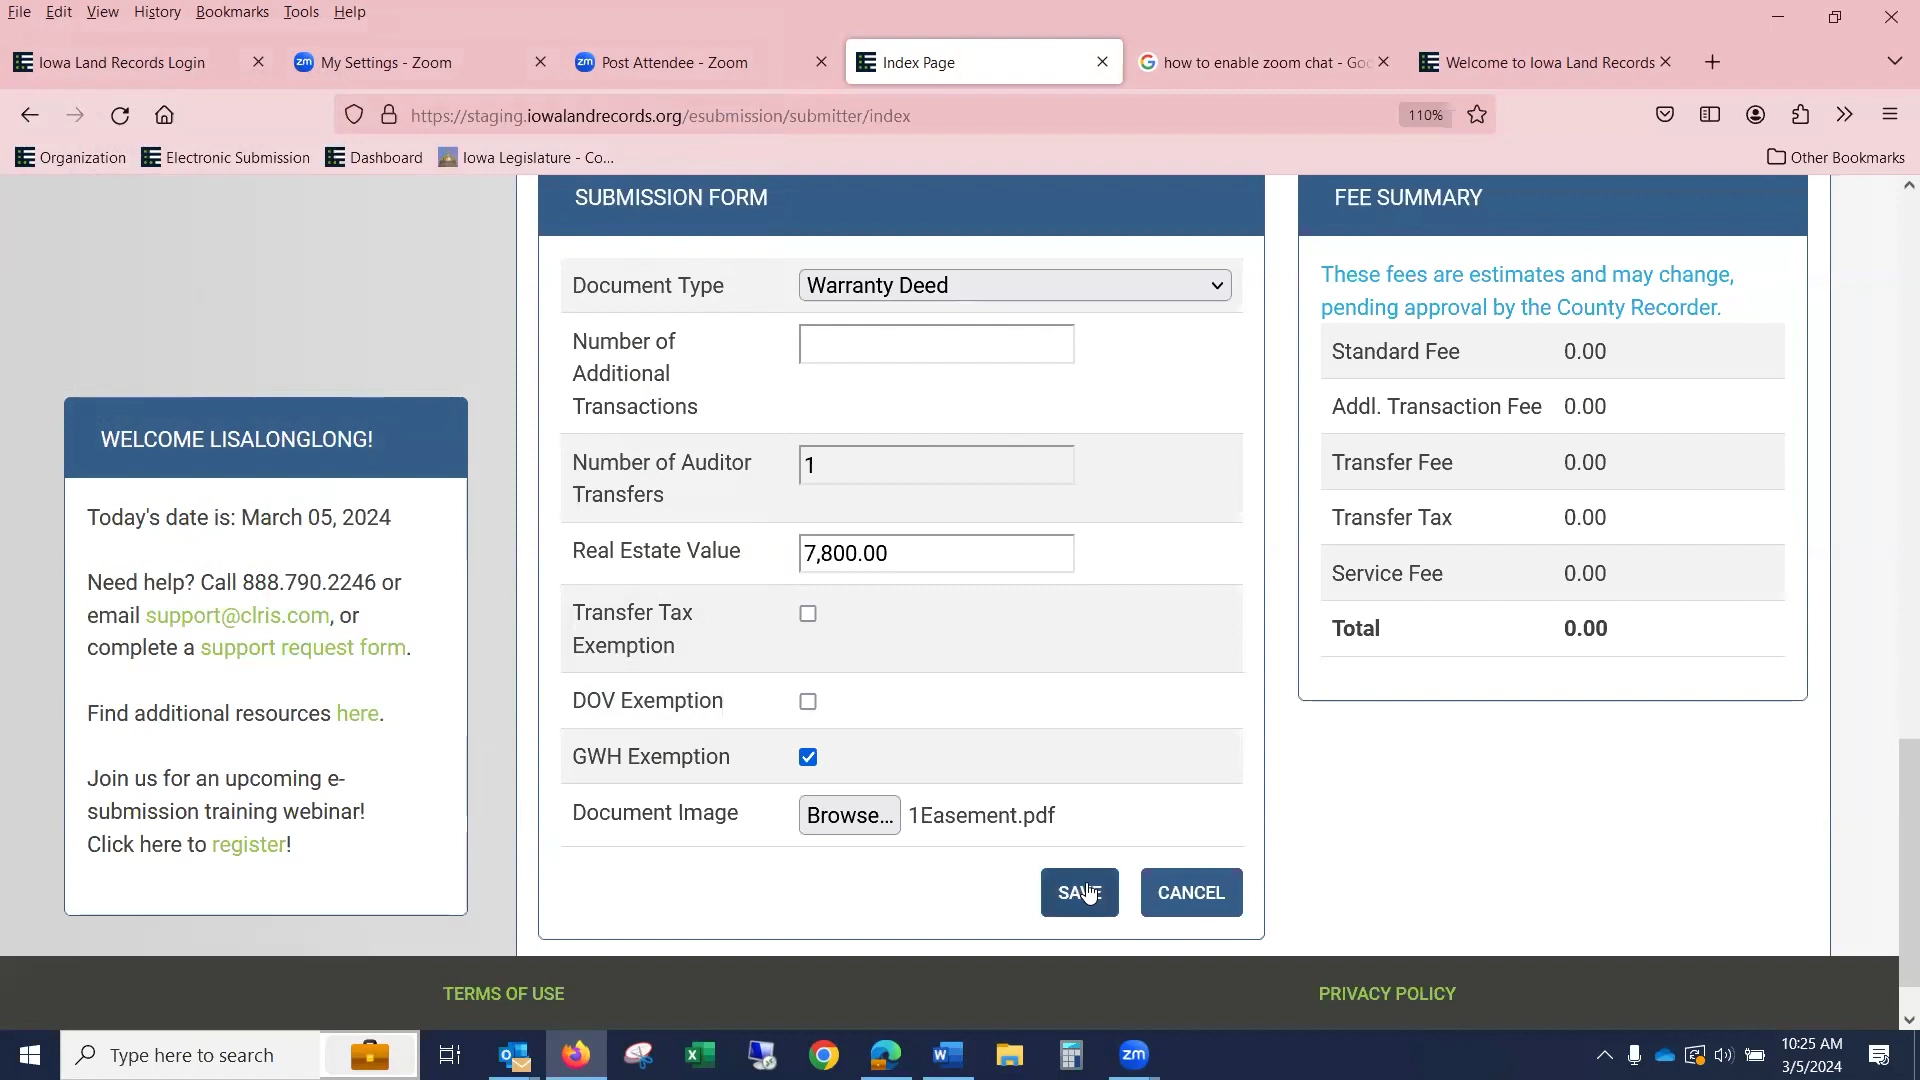 File Edit View History Bookmarks Tools Help
Iowa Land Records Login
zm My Settings - Zoom
zm Post Attendee - Zoom
Index Page
how to enable zoom chat - Goo
Welcome to Iowa Land Records
https://staging.iowalandrecords.org/esubmission/submitter/index
110%
Organization Electronic Submission Dashboard Iowa Legislature - Co...
Other Bookmarks
WELCOME LISALONGLONG!
Today's date is: March 05, 2024
Need help? Call 888.790.2246 or
email support@clris.com, or
complete a support request form.
Find additional resources here.
Join us for an upcoming e-
submission training webinar!
Click here to register!
SUBMISSION FORM
Document Type Warranty Deed
Number of
Additional
Transactions
Number of Auditor
Transfers
1
Real Estate Value 7,800.00
Transfer Tax
Exemption
DOV Exemption
GWH Exemption
Document Image Browse... 1Easement.pdf
SAVE CANCEL
FEE SUMMARY
These fees are estimates and may change,
pending approval by the County Recorder.
Standard Fee 0.00
Addl. Transaction Fee 0.00
Transfer Fee 0.00
Transfer Tax 0.00
Service Fee 0.00
Total 0.00
TERMS OF USE PRIVACY POLICY
Type here to search
zm
10:25 AM
3/5/2024